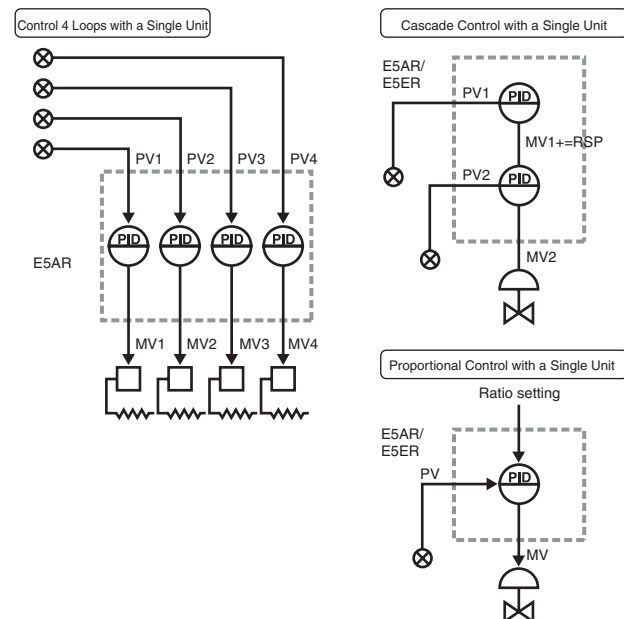 Control 4 Loops with a Single Unit
PV1 PV2 PV3 PV4
PID PID PID PID
E5AR
MV1 MV2 MV3 MV4
Cascade Control with a Single Unit
E5AR/
E5ER
PV1
PID
MV1+=RSP
PV2
PID
MV2
Proportional Control with a Single Unit
Ratio setting
E5AR/
E5ER
PV
PID
MV